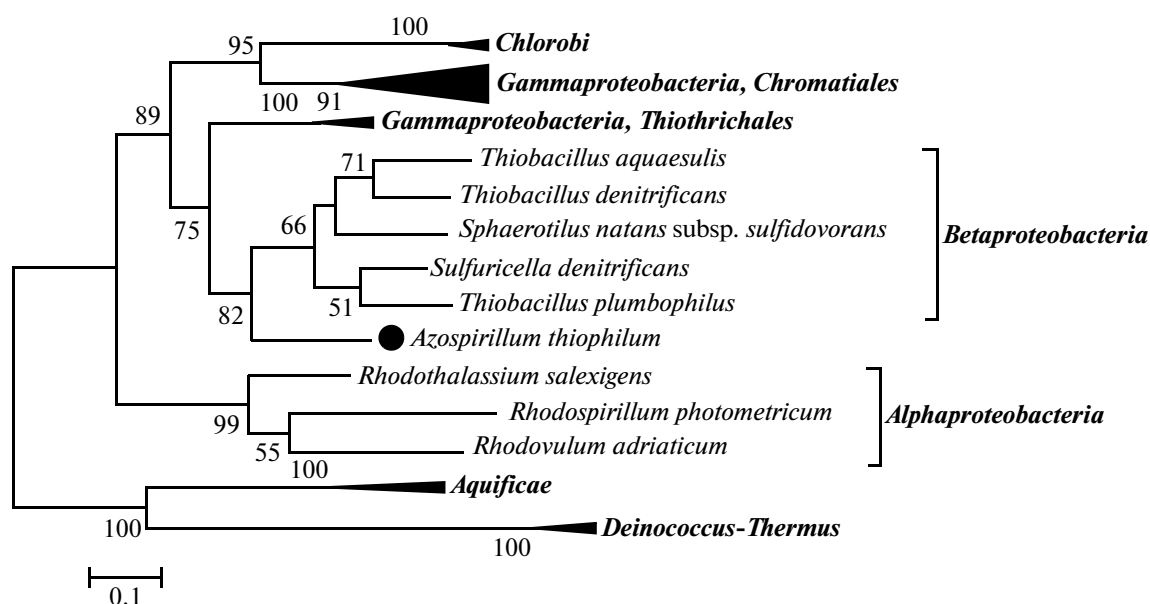 100
95
Chlorobi
Gammaproteobacteria, Chromatiales
100 91
89
Gammaproteobacteria, Thiothrichales
71
Thiobacillus aquaesulis
Thiobacillus denitrificans
75
66
Sphaerotilus natans subsp. sulfidovorans
Betaproteobacteria
Sulfuricella denitrificans
82
51
Thiobacillus plumbophilus
Azospirillum thiophilum
Rhodothalassium salexigens
99
Rhodospirillum photometricum
Alphaproteobacteria
55
Rhodovulum adriaticum
100
Aquificae
100
Deinococcus-Thermus
100
0.1